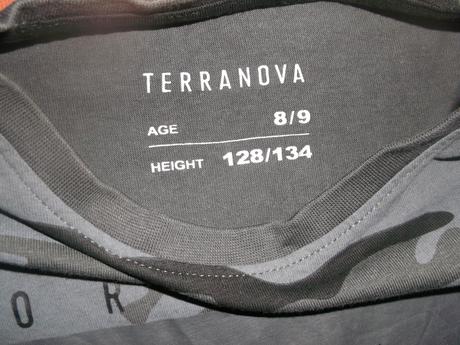 TERRANOVA
AGE 8/9
HEIGHT 128/134
O R